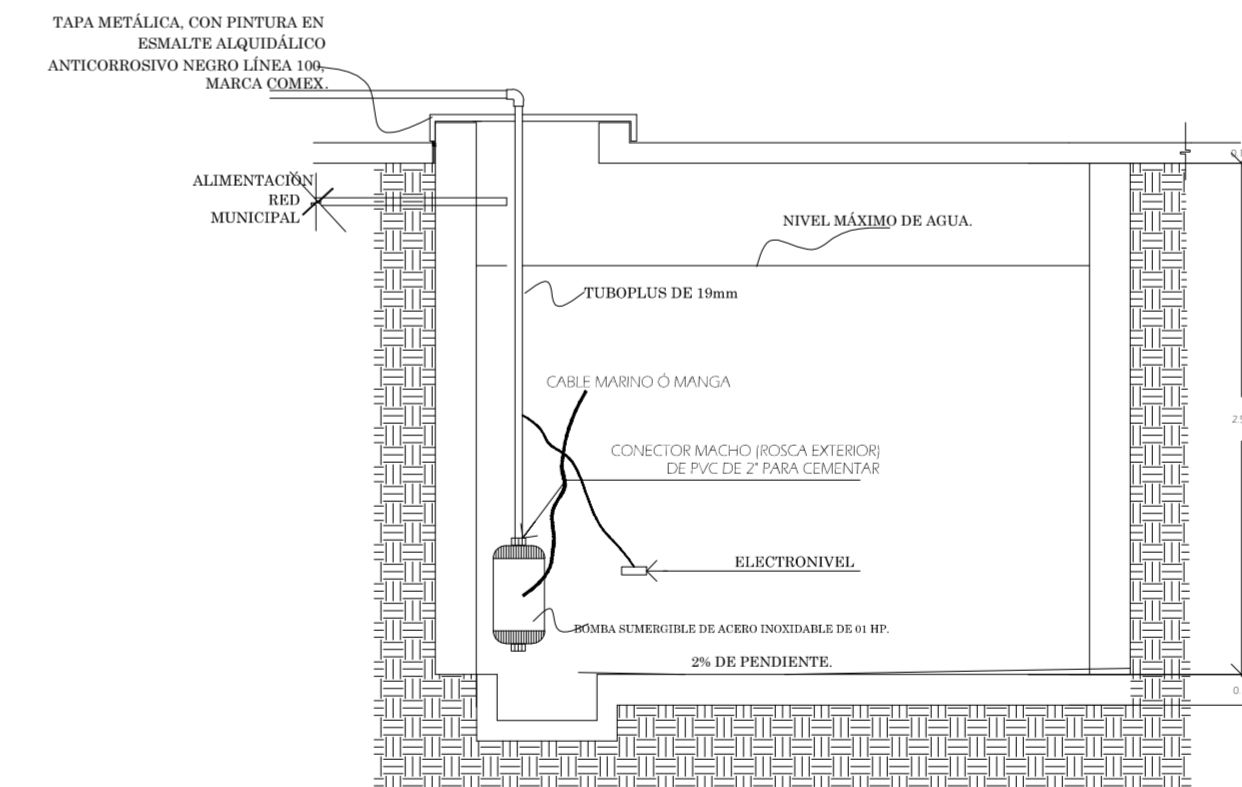 TAPA METÁLICA, CON PINTURA EN
ESMALTE ALQUIDÁLICO
ANTICORROSIVO NEGRO LÍNEA 100,
MARCA COMEX.
ALIMENTACIÓN
RED
MUNICIPAL
NIVEL MÁXIMO DE AGUA.
TUBOPLUS DE 19mm
CABLE MARINO Ó MANGA
CONECTOR MACHO (ROSCA EXTERIOR)
DE PVC DE 2" PARA CEMENTAR
ELECTRONIVEL
BOMBA SUMERGIBLE DE ACERO INOXIDABLE DE 01 HP.
2% DE PENDIENTE.